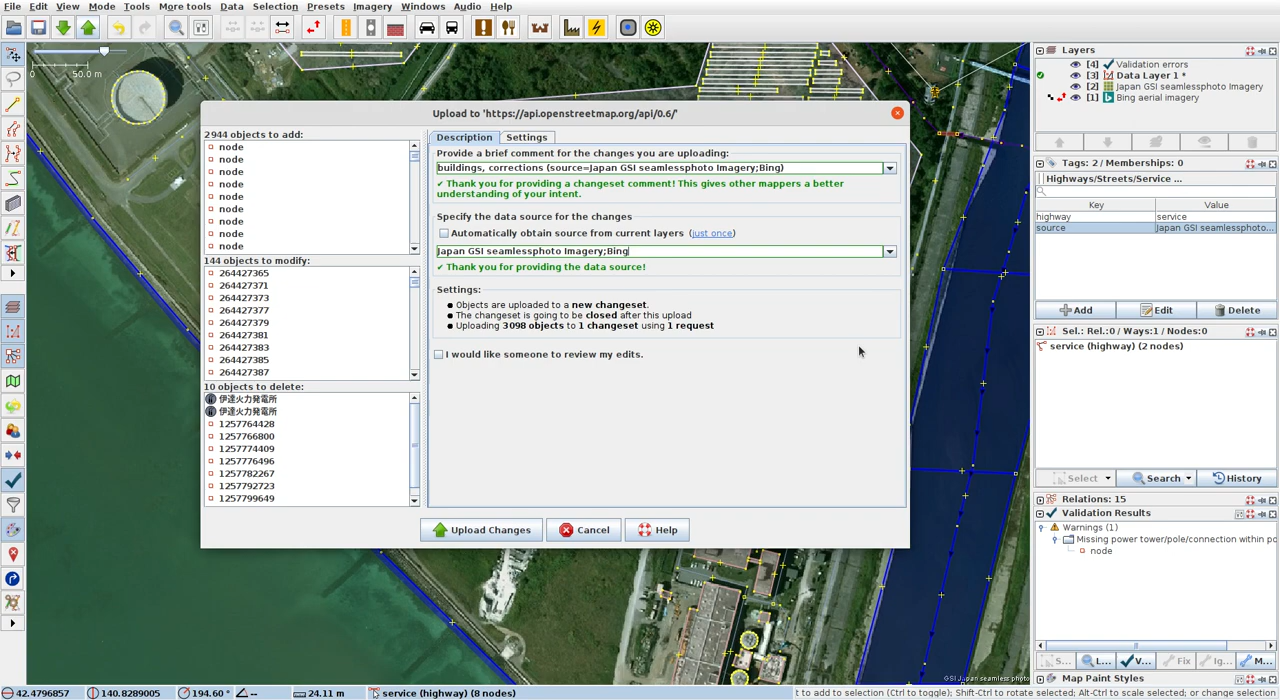 File Edit View Mode Tools More tools Data Selection Presets Imagery Windows Audio Help
0 50.0 m
Upload to 'https://api.openstreetmap.org/api/0.6/'
2944 objects to add:
node
node
node
node
node
node
node
node
node
144 objects to modify:
264427365
264427371
264427373
264427377
264427379
264427381
264427383
264427385
264427387
10 objects to delete:
伊達火力発電所
伊達火力発電所
1257764428
1257766800
1257774409
1257776496
1257782267
1257792723
1257799649
Description Settings
Provide a brief comment for the changes you are uploading:
buildings, corrections (source=Japan GSI seamlessphoto Imagery;Bing)
✔ Thank you for providing a changeset comment! This gives other mappers a better
understanding of your intent.
Specify the data source for the changes
Automatically obtain source from current layers (just once)
Japan GSI seamlessphoto Imagery;Bing
✔ Thank you for providing the data source!
Settings:
● Objects are uploaded to a new changeset.
● The changeset is going to be closed after this upload
● Uploading 3098 objects to 1 changeset using 1 request
I would like someone to review my edits.
Upload Changes Cancel Help
Layers
[4] Validation errors
[3] Data Layer 1 *
[2] Japan GSI seamlessphoto Imagery
[1] Bing aerial imagery
Tags: 2 / Memberships: 0
Highways/Streets/Service ...
Key Value
highway service
source Japan GSI seamlessphoto...
Add Edit Delete
Sel.: Rel.:0 / Ways:1 / Nodes:0
service (highway) (2 nodes)
Select Search History
Relations: 15
Validation Results
Warnings (1)
Missing power tower/pole/connection within po
node
S... L... V... Fix Ig... M...
Map Paint Styles
GSI Japan seamless photo
42.4796857 140.8289005 194.60 ° -- 24.11 m service (highway) (8 nodes) t to add to selection (Ctrl to toggle); Shift-Ctrl to rotate selected; Alt-Ctrl to scale selected; or change selection